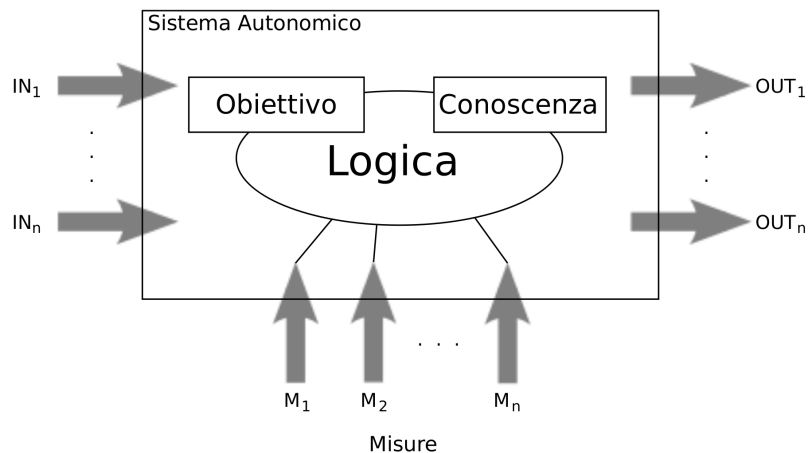 Sistema Autonomico
IN1
OUT1
Obiettivo
Conoscenza
Logica
INn
OUTn
M1
M2
. . .
Mn
Misure